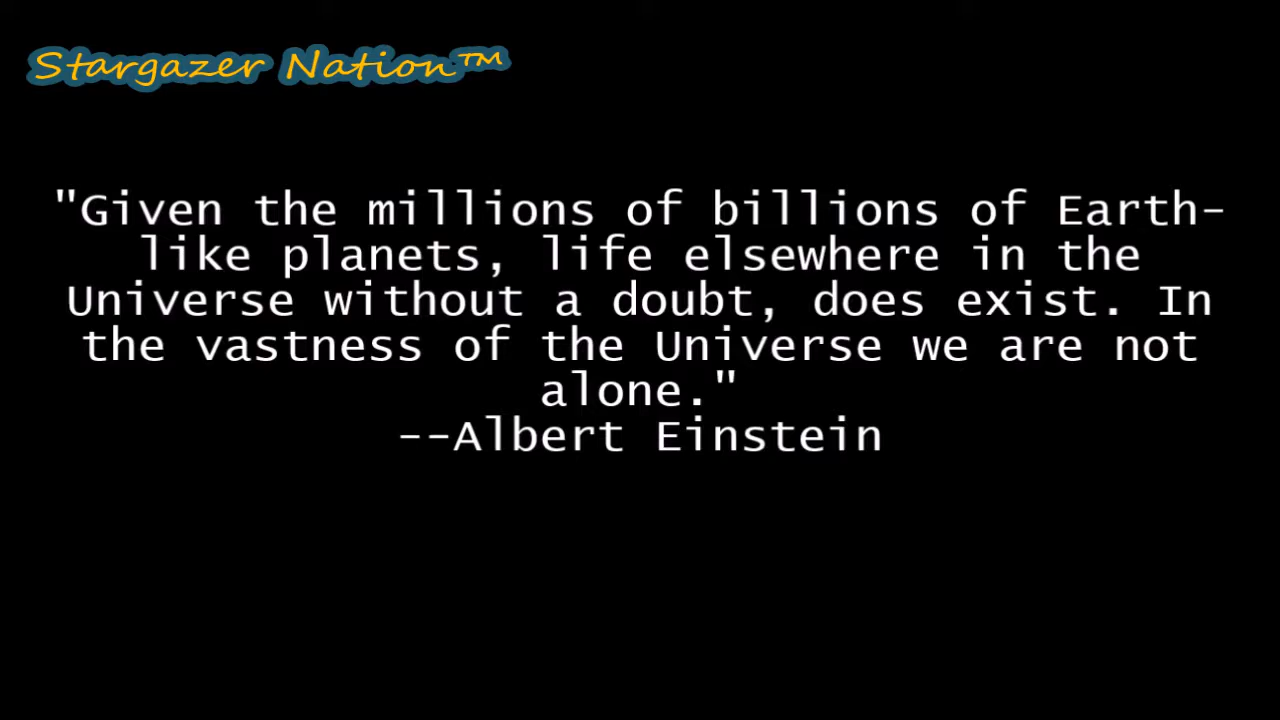 Stargazer Nation™
"Given the millions of billions of Earth-
like planets, life elsewhere in the
Universe without a doubt, does exist. In
the vastness of the Universe we are not
alone."
--Albert Einstein